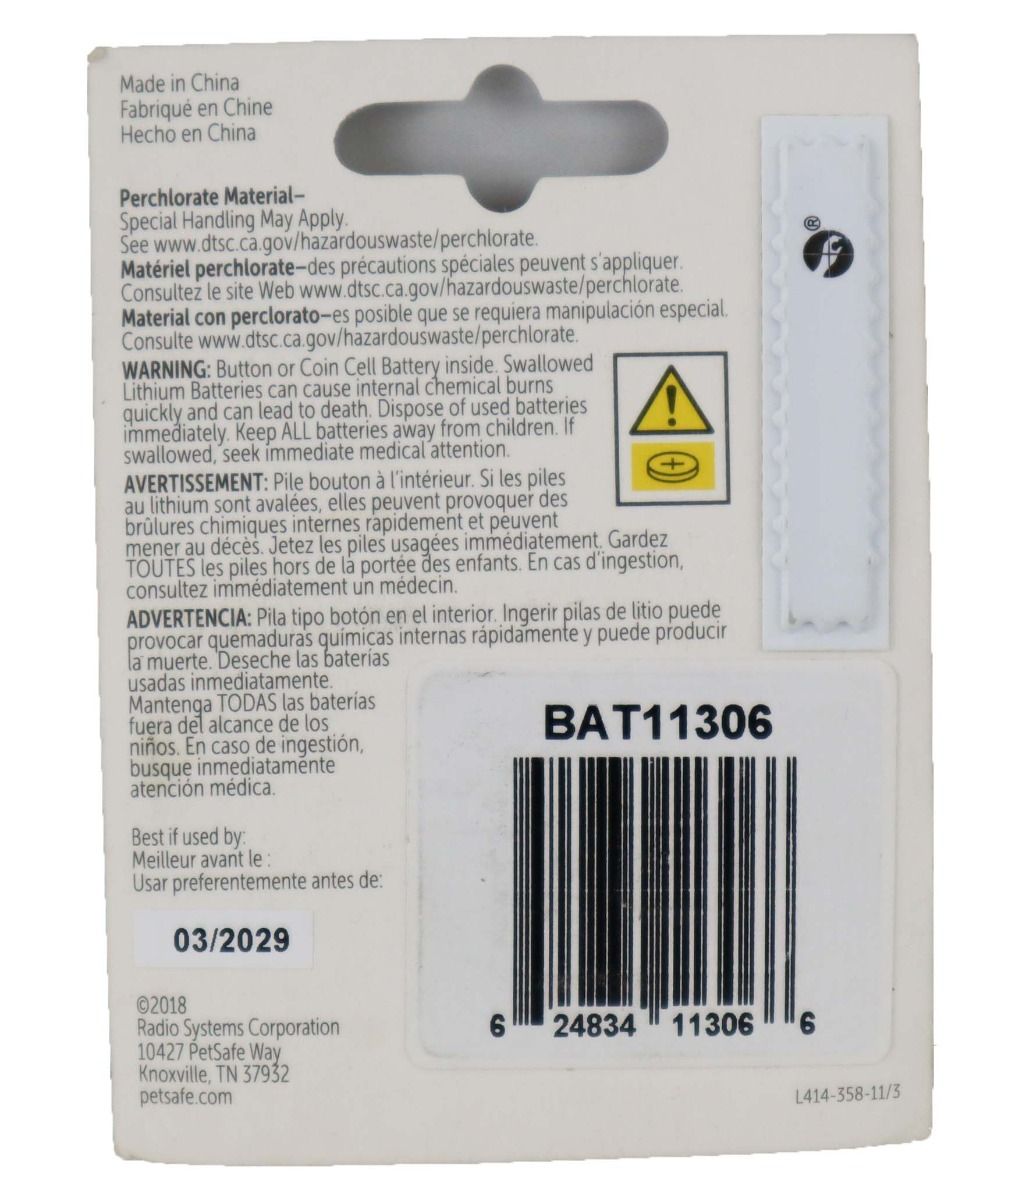 Made in China
Fabriqué en Chine
Hecho en China
Perchlorate Material–
Special Handling May Apply.
See www.dtsc.ca.gov/hazardouswaste/perchlorate.
Matériel perchlorate–des précautions spéciales peuvent s'appliquer.
Consultez le site Web www.dtsc.ca.gov/hazardouswaste/perchlorate.
Material con perclorato–es posible que se requiera manipulación especial.
Consulte www.dtsc.ca.gov/hazardouswaste/perchlorate.
WARNING: Button or Coin Cell Battery inside. Swallowed
Lithium Batteries can cause internal chemical burns
quickly and can lead to death. Dispose of used batteries
immediately. Keep ALL batteries away from children. If
swallowed, seek immediate medical attention.
AVERTISSEMENT: Pile bouton à l'intérieur. Si les piles
au lithium sont avalées, elles peuvent provoquer des
brûlures chimiques internes rapidement et peuvent
mener au décès. Jetez les piles usagées immédiatement. Gardez
TOUTES les piles hors de la portée des enfants. En cas d'ingestion,
consultez immédiatement un médecin.
ADVERTENCIA: Pila tipo botón en el interior. Ingerir pilas de litio puede
provocar quemaduras químicas internas rápidamente y puede producir
la muerte. Deseche las baterías
usadas inmediatamente.
Mantenga TODAS las baterías
fuera del alcance de los
niños. En caso de ingestión,
busque inmediatamente
atención médica.
Best if used by:
Meilleur avant le :
Usar preferentemente antes de:
03/2029
©2018
Radio Systems Corporation
10427 PetSafe Way
Knoxville, TN 37932
petsafe.com
®
BAT11306
6 24834 11306 6
L414-358-11/3